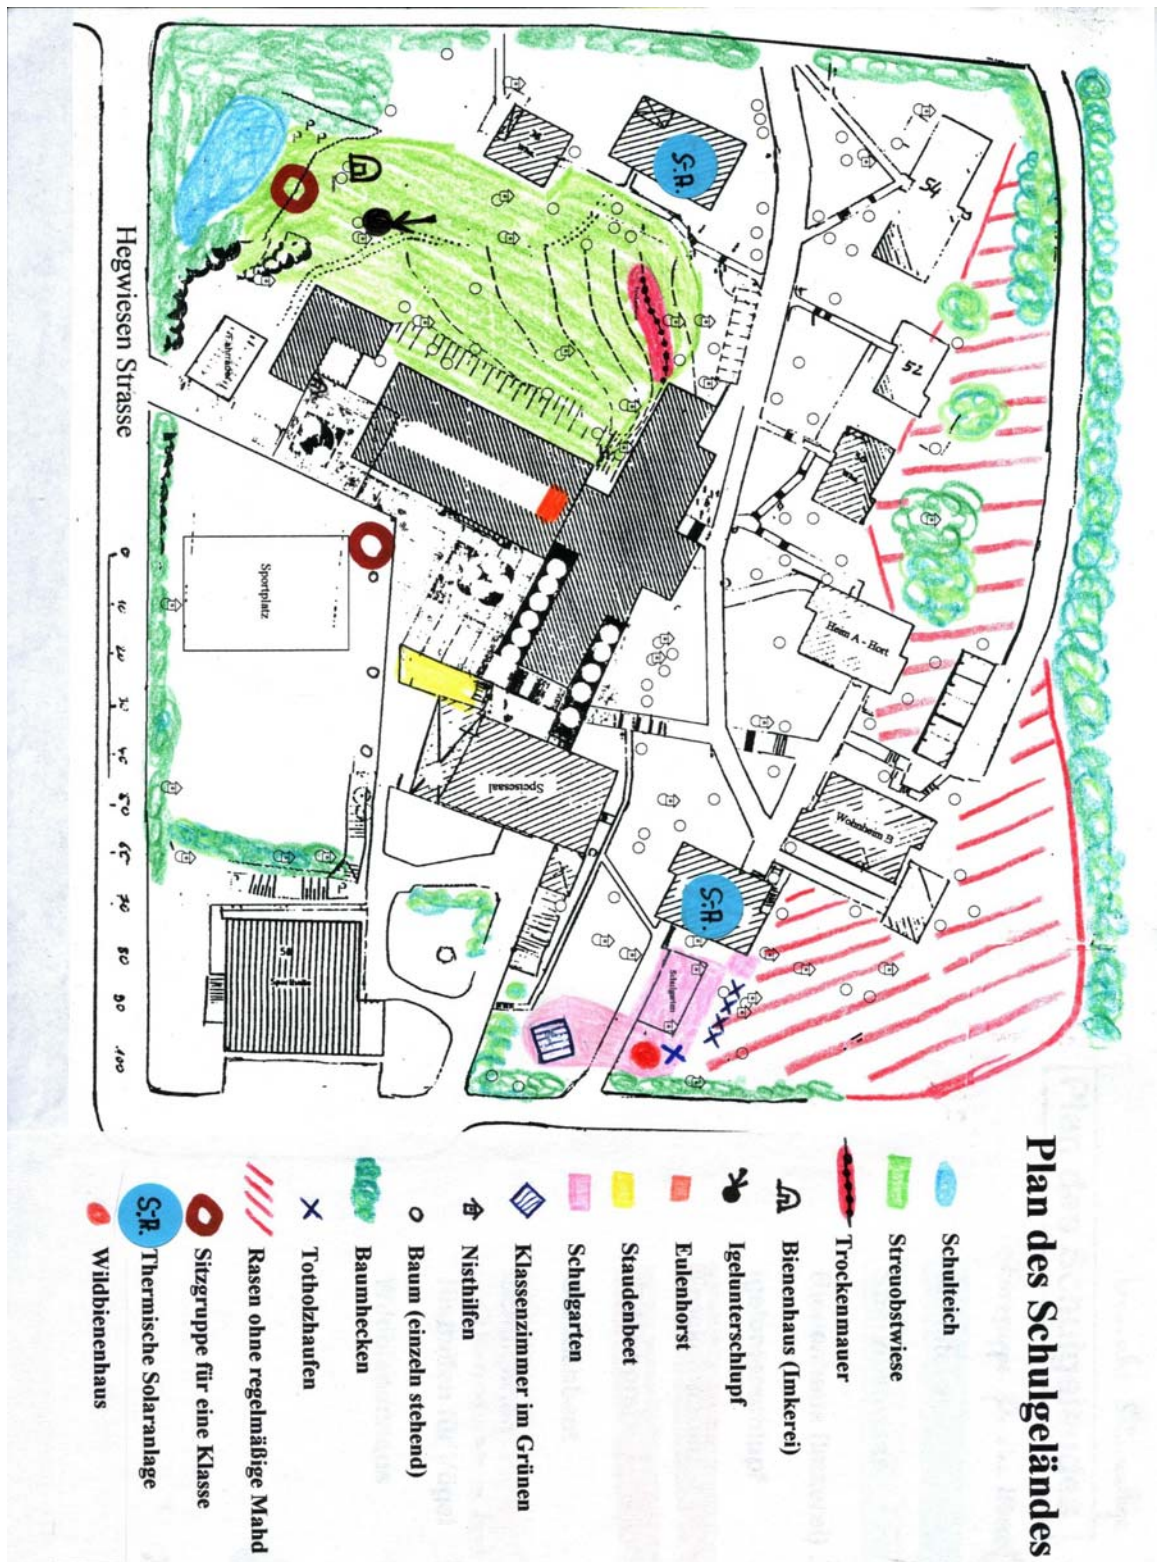 Plan des Schulgeländes
Schulteich
Streuobstwiese
Trockenmauer
Bienenhaus (Imkerei)
Igelunterschlupf
Eulenhorst
Staudenbeet
Schulgarten
Klassenzimmer im Grünen
Nisthilfen
Baum (einzeln stehend)
Baumhecken
Totholzhaufen
Rasen ohne regelmäßige Mahd
Sitzgruppe für eine Klasse
S.A. Thermische Solaranlage
Wildbienenhaus
54
S.A.
52
Heim A - Hort
Wohnheim B
S.A.
Schulgarten
Speisesaal
Sportplatz
Hegwiesen Strasse
0 10 20 30 40 50 60 70 80 90 100